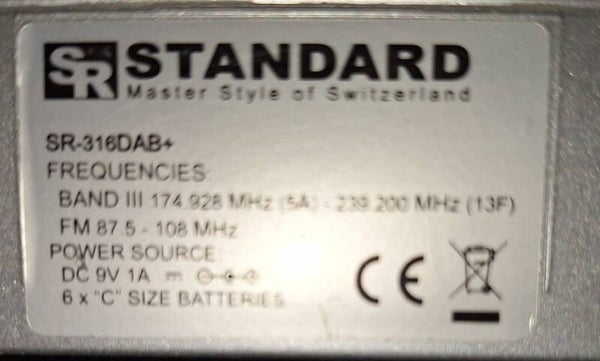 SR STANDARD
Master Style of Switzerland
SR-316DAB+
FREQUENCIES:
BAND III 174.928 MHz (5A) - 239.200 MHz (13F)
FM 87.5 - 108 MHz
POWER SOURCE:
DC 9V 1A
6 x "C" SIZE BATTERIES
CE